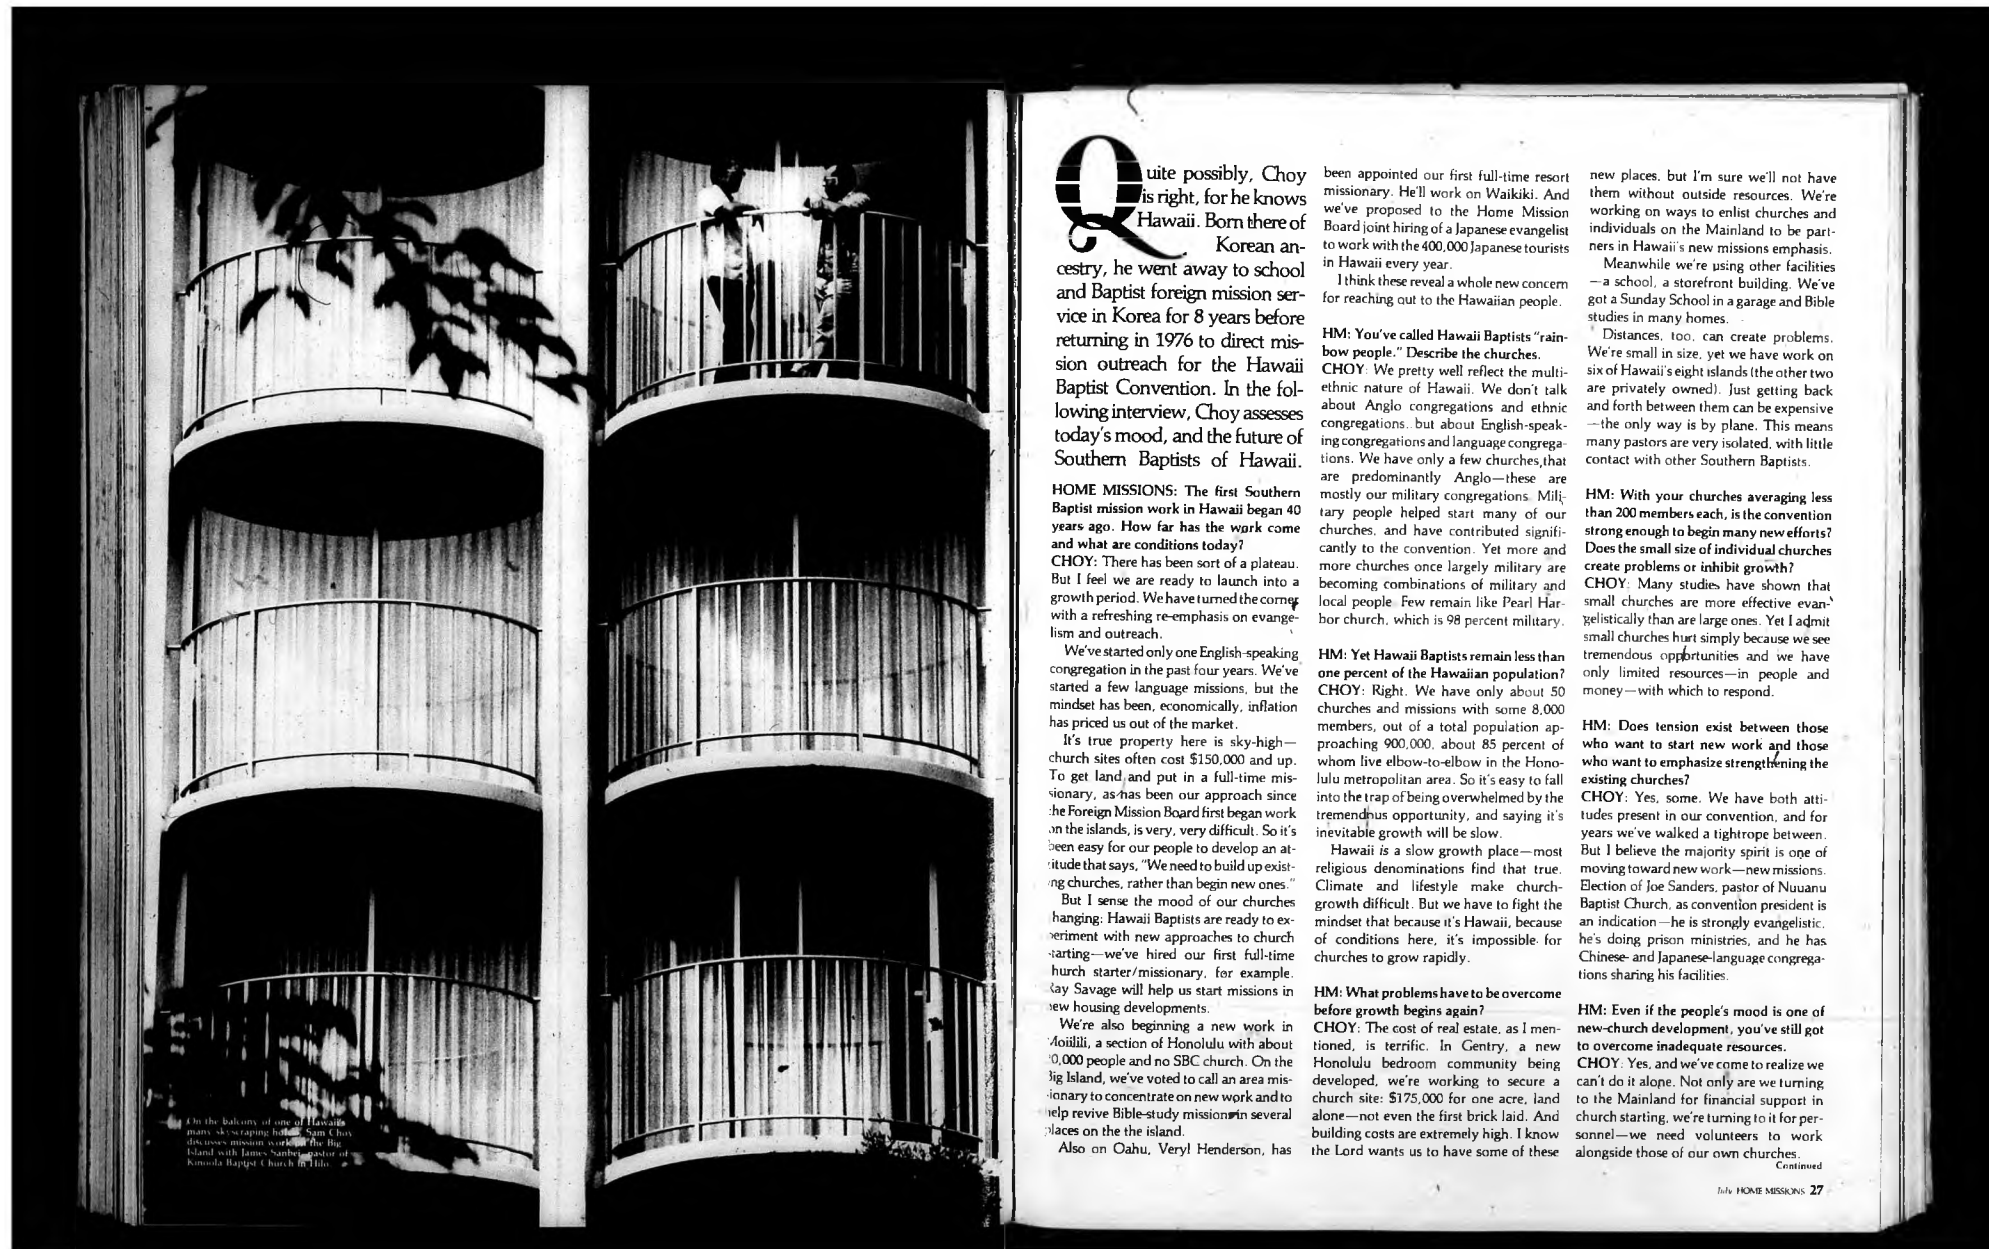 On the balcony of one of Hawaii's
many skyscraping hotels, Sam Choy
discusses mission work on the Big
Island with James Sanbei, pastor of
Kinoola Baptist Church in Hilo.
Quite possibly, Choy
is right, for he knows
Hawaii. Born there of
Korean an-
cestry, he went away to school
and Baptist foreign mission ser-
vice in Korea for 8 years before
returning in 1976 to direct mis-
sion outreach for the Hawaii
Baptist Convention. In the fol-
lowing interview, Choy assesses
today's mood, and the future of
Southern Baptists of Hawaii.
HOME MISSIONS: The first Southern
Baptist mission work in Hawaii began 40
years ago. How far has the work come
and what are conditions today?
CHOY: There has been sort of a plateau.
But I feel we are ready to launch into a
growth period. We have turned the corner
with a refreshing re-emphasis on evange-
lism and outreach.
We've started only one English-speaking
congregation in the past four years. We've
started a few language missions, but the
mindset has been, economically, inflation
has priced us out of the market.
It's true property here is sky-high—
church sites often cost $150,000 and up.
To get land and put in a full-time mis-
sionary, as has been our approach since
the Foreign Mission Board first began work
on the islands, is very, very difficult. So it's
been easy for our people to develop an at-
titude that says, "We need to build up exist-
ing churches, rather than begin new ones."
But I sense the mood of our churches
hanging: Hawaii Baptists are ready to ex-
periment with new approaches to church
tarting—we've hired our first full-time
hurch starter/missionary, for example.
Ray Savage will help us start missions in
new housing developments.
We're also beginning a new work in
Moiilili, a section of Honolulu with about
0,000 people and no SBC church. On the
Big Island, we've voted to call an area mis-
sionary to concentrate on new work and to
help revive Bible-study missions in several
places on the the island.
Also on Oahu, Veryl Henderson, has
been appointed our first full-time resort
missionary. He'll work on Waikiki. And
we've proposed to the Home Mission
Board joint hiring of a Japanese evangelist
to work with the 400,000 Japanese tourists
in Hawaii every year.
I think these reveal a whole new concern
for reaching out to the Hawaiian people.
HM: You've called Hawaii Baptists "rain-
bow people." Describe the churches.
CHOY: We pretty well reflect the multi-
ethnic nature of Hawaii. We don't talk
about Anglo congregations and ethnic
congregations, but about English-speak-
ing congregations and language congrega-
tions. We have only a few churches that
are predominantly Anglo—these are
mostly our military congregations. Mili-
tary people helped start many of our
churches, and have contributed signifi-
cantly to the convention. Yet more and
more churches once largely military are
becoming combinations of military and
local people. Few remain like Pearl Har-
bor church, which is 98 percent military.
HM: Yet Hawaii Baptists remain less than
one percent of the Hawaiian population?
CHOY: Right. We have only about 50
churches and missions with some 8,000
members, out of a total population ap-
proaching 900,000, about 85 percent of
whom live elbow-to-elbow in the Hono-
lulu metropolitan area. So it's easy to fall
into the trap of being overwhelmed by the
tremendous opportunity, and saying it's
inevitable growth will be slow.
Hawaii is a slow growth place—most
religious denominations find that true.
Climate and lifestyle make church-
growth difficult. But we have to fight the
mindset that because it's Hawaii, because
of conditions here, it's impossible for
churches to grow rapidly.
HM: What problems have to be overcome
before growth begins again?
CHOY: The cost of real estate, as I men-
tioned, is terrific. In Gentry, a new
Honolulu bedroom community being
developed, we're working to secure a
church site: $175,000 for one acre, land
alone—not even the first brick laid. And
building costs are extremely high. I know
the Lord wants us to have some of these
new places, but I'm sure we'll not have
them without outside resources. We're
working on ways to enlist churches and
individuals on the Mainland to be part-
ners in Hawaii's new missions emphasis.
Meanwhile we're using other facilities
—a school, a storefront building. We've
got a Sunday School in a garage and Bible
studies in many homes.
Distances, too, can create problems.
We're small in size, yet we have work on
six of Hawaii's eight islands (the other two
are privately owned). Just getting back
and forth between them can be expensive
—the only way is by plane. This means
many pastors are very isolated, with little
contact with other Southern Baptists.
HM: With your churches averaging less
than 200 members each, is the convention
strong enough to begin many new efforts?
Does the small size of individual churches
create problems or inhibit growth?
CHOY: Many studies have shown that
small churches are more effective evan-
gelistically than are large ones. Yet I admit
small churches hurt simply because we see
tremendous opportunities and we have
only limited resources—in people and
money—with which to respond.
HM: Does tension exist between those
who want to start new work and those
who want to emphasize strengthening the
existing churches?
CHOY: Yes, some. We have both atti-
tudes present in our convention, and for
years we've walked a tightrope between.
But I believe the majority spirit is one of
moving toward new work—new missions.
Election of Joe Sanders, pastor of Nuuanu
Baptist Church, as convention president is
an indication—he is strongly evangelistic,
he's doing prison ministries, and he has
Chinese- and Japanese-language congrega-
tions sharing his facilities.
HM: Even if the people's mood is one of
new-church development, you've still got
to overcome inadequate resources.
CHOY: Yes, and we've come to realize we
can't do it alone. Not only are we turning
to the Mainland for financial support in
church starting, we're turning to it for per-
sonnel—we need volunteers to work
alongside those of our own churches.
Continued
July HOME MISSIONS 27